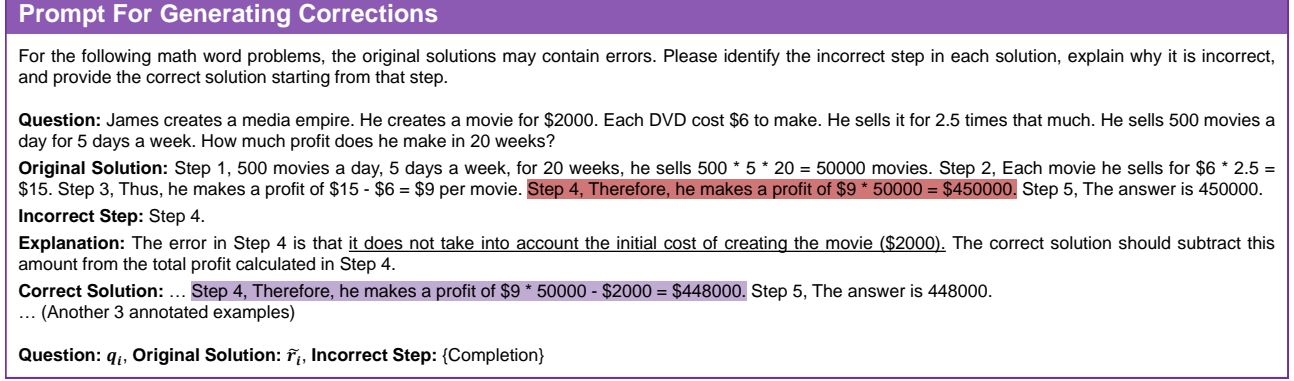 Prompt For Generating Corrections
For the following math word problems, the original solutions may contain errors. Please identify the incorrect step in each solution, explain why it is incorrect,
and provide the correct solution starting from that step.
Question: James creates a media empire. He creates a movie for $2000. Each DVD cost $6 to make. He sells it for 2.5 times that much. He sells 500 movies a
day for 5 days a week. How much profit does he make in 20 weeks?
Original Solution: Step 1, 500 movies a day, 5 days a week, for 20 weeks, he sells 500 * 5 * 20 = 50000 movies. Step 2, Each movie he sells for $6 * 2.5 =
$15. Step 3, Thus, he makes a profit of $15 - $6 = $9 per movie. Step 4, Therefore, he makes a profit of $9 * 50000 = $450000. Step 5, The answer is 450000.
Incorrect Step: Step 4.
Explanation: The error in Step 4 is that it does not take into account the initial cost of creating the movie ($2000). The correct solution should subtract this
amount from the total profit calculated in Step 4.
Correct Solution: … Step 4, Therefore, he makes a profit of $9 * 50000 - $2000 = $448000. Step 5, The answer is 448000.
… (Another 3 annotated examples)
Question: qᵢ, Original Solution: r̃ᵢ, Incorrect Step: {Completion}